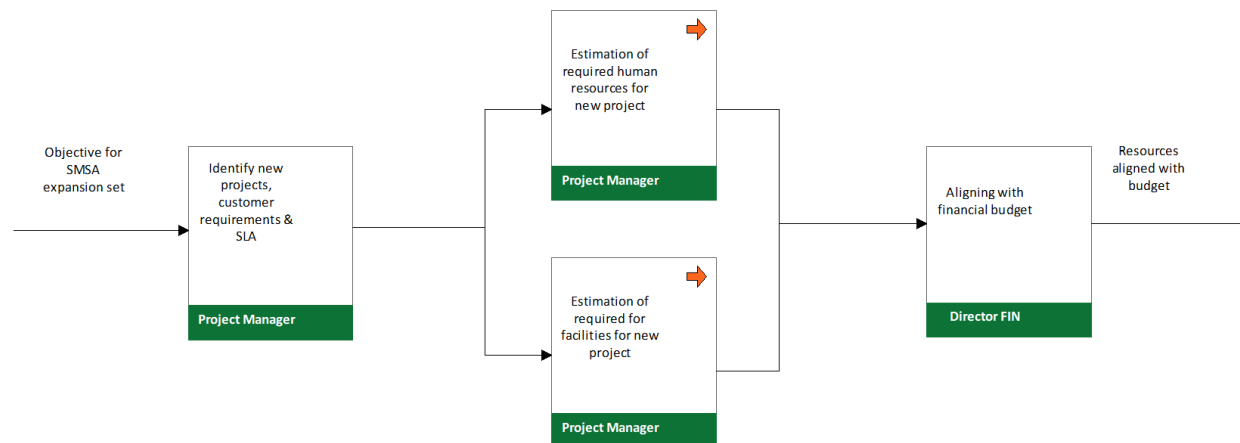 Objective for
SMSA
expansion set
Identify new
projects,
customer
requirements &
SLA
Project Manager
Estimation of
required human
resources for
new project
Project Manager
Estimation of
required for
facilities for new
project
Project Manager
Aligning with
financial budget
Director FIN
Resources
aligned with
budget